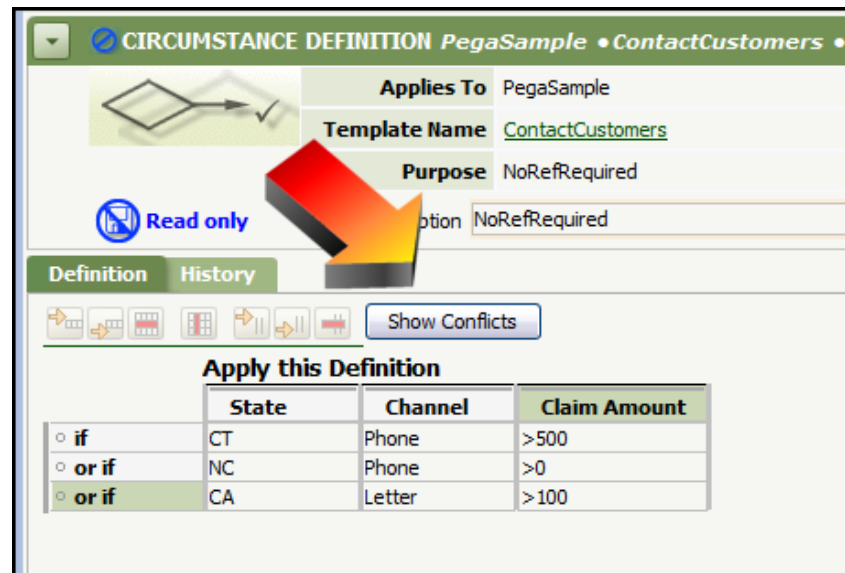 CIRCUMSTANCE DEFINITION PegaSample • ContactCustomers •
Applies To PegaSample
Template Name ContactCustomers
Purpose NoRefRequired
Read only NoRefRequired
Definition History
Show Conflicts
Apply this Definition
State Channel Claim Amount
if CT Phone >500
or if NC Phone >0
or if CA Letter >100